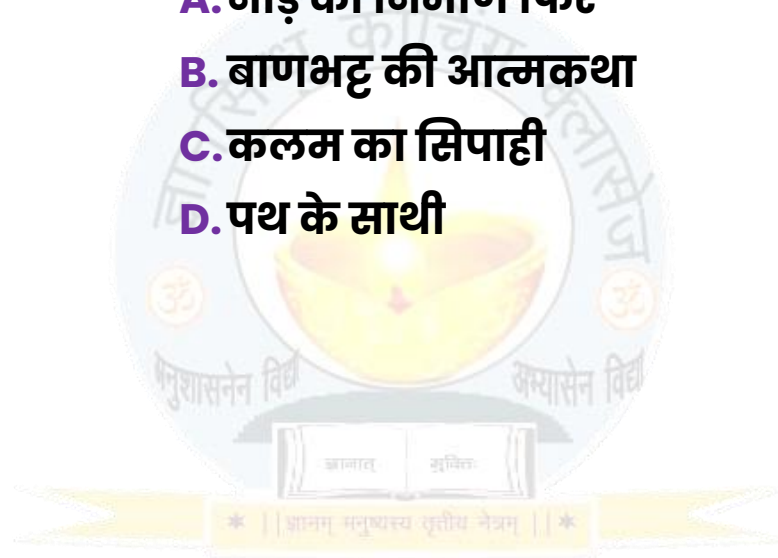 A. नीड़ का निर्माण फिर
B. बाणभट्ट की आत्मकथा
C. कलम का सिपाही
D. पथ के साथी
कोचिंग क्लासेज
ॐ ॐ
अनुशासनेन विद्या अभ्यासेन विद्या
ज्ञानात् मुक्तिः
* ||ज्ञानम् मनुष्यस्य तृतीय नेत्रम् ||*